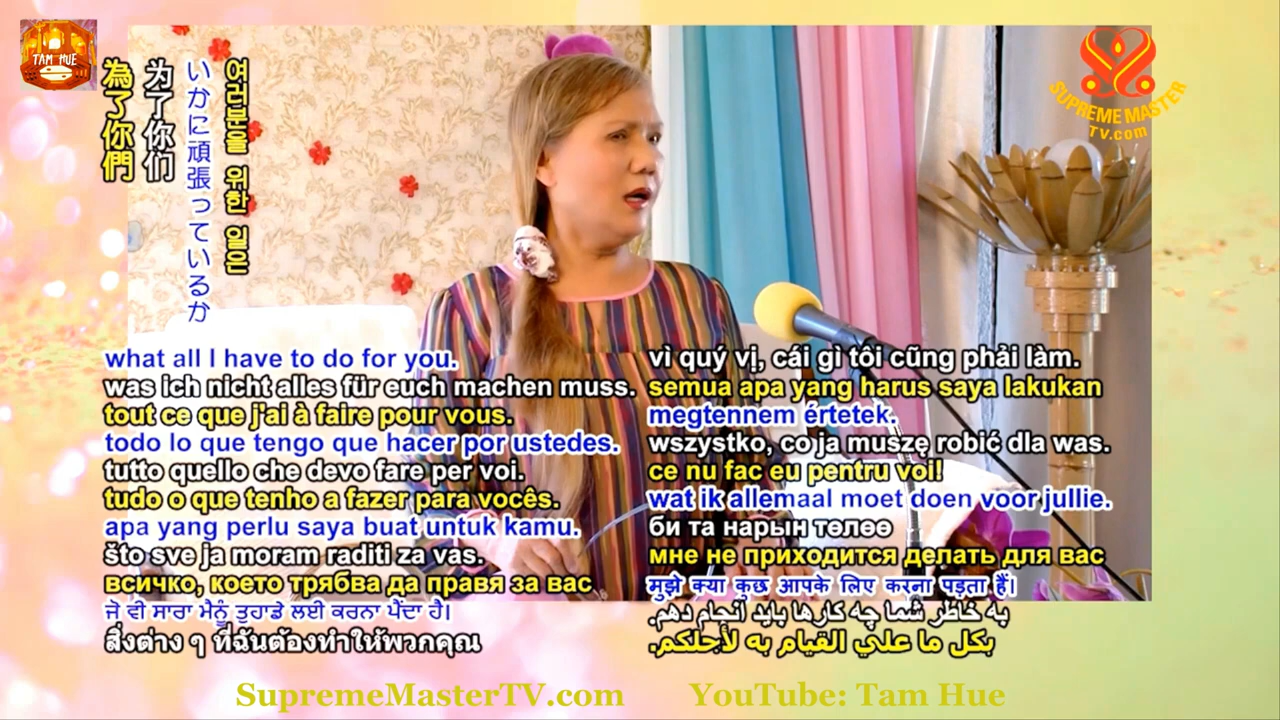 TAM HUE
SUPREME MASTER
TV.com
為了你們
为了你们
いかに頑張っているか
여러분을 위한 일은
what all I have to do for you.
was ich nicht alles für euch machen muss.
tout ce que j'ai à faire pour vous.
todo lo que tengo que hacer por ustedes.
tutto quello che devo fare per voi.
tudo o que tenho a fazer para vocês.
apa yang perlu saya buat untuk kamu.
što sve ja moram raditi za vas.
всичко, което трябва да правя за вас
ਜੋ ਵੀ ਸਾਰਾ ਮੈਨੂੰ ਤੁਹਾਡੇ ਲਈ ਕਰਨਾ ਪੈਂਦਾ ਹੈ।
สิ่งต่าง ๆ ที่ฉันต้องทำให้พวกคุณ
vì quý vị, cái gì tôi cũng phải làm.
semua apa yang harus saya lakukan
megtennem értetek.
wszystko, co ja muszę robić dla was.
ce nu fac eu pentru voi!
wat ik allemaal moet doen voor jullie.
би та нарын төлөө
мне не приходится делать для вас
मुझे क्या कुछ आपके लिए करना पड़ता हैं।
به خاطر شما چه کارها باید انجام دهم.
بكل ما علي القيام به لأجلكم.
SupremeMasterTV.com
YouTube: Tam Hue